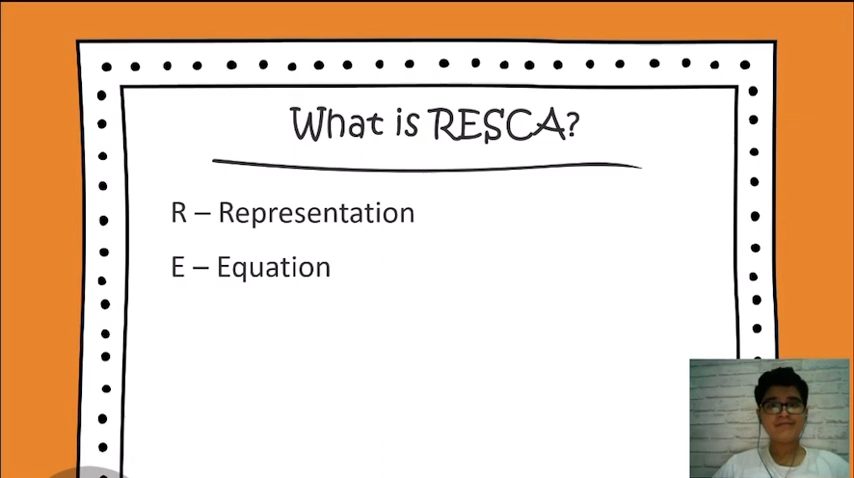 What is RESCA?
R – Representation
E – Equation